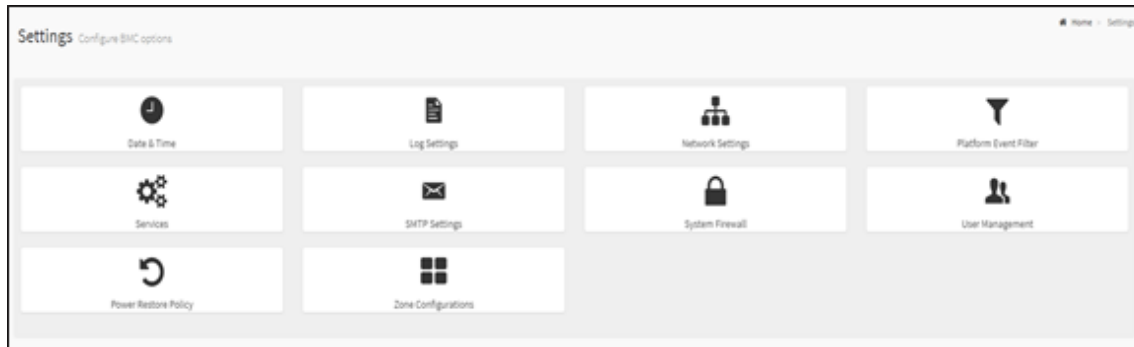 Settings Configure BMC options
Home > Settings
Date & Time
Log Settings
Network Settings
Platform Event Filter
Services
SMTP Settings
System Firewall
User Management
Power Restore Policy
Zone Configurations